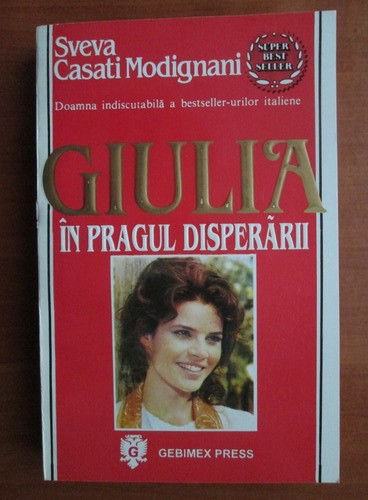 Sveva
Casati Modignani
SUPER
BEST
SELLER
Doamna indiscutabilă a bestseller-urilor italiene
GIULIA
ÎN PRAGUL DISPERĂRII
G
GEBIMEX PRESS